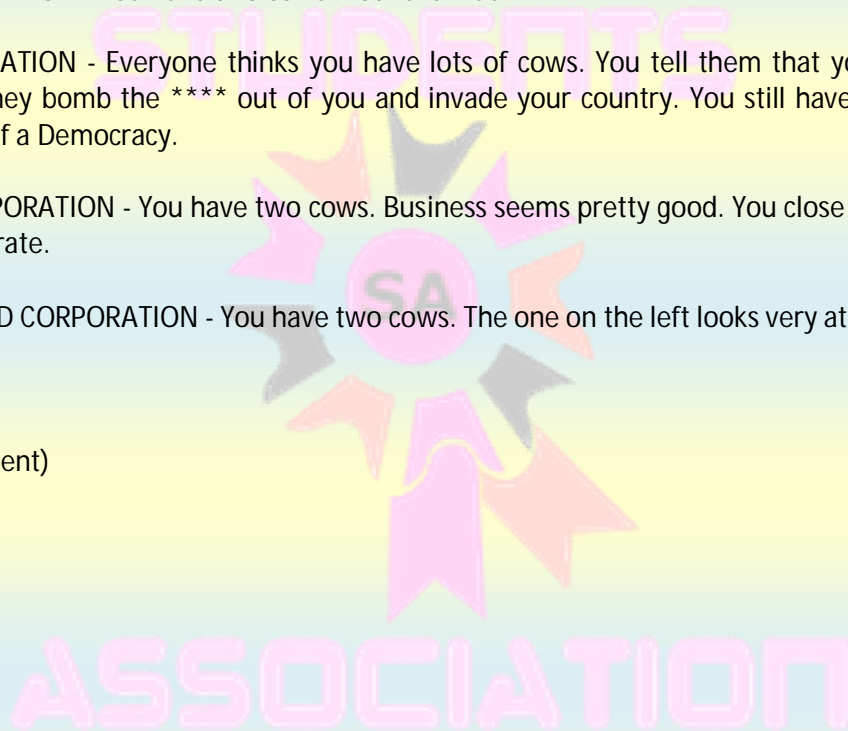 STUDENTS
ATION - Everyone thinks you have lots of cows. You tell them that yo
ney bomb the **** out of you and invade your country. You still have
f a Democracy.
PORATION - You have two cows. Business seems pretty good. You close
rate.
SA
D CORPORATION - You have two cows. The one on the left looks very at
ent)
ASSOCIATION